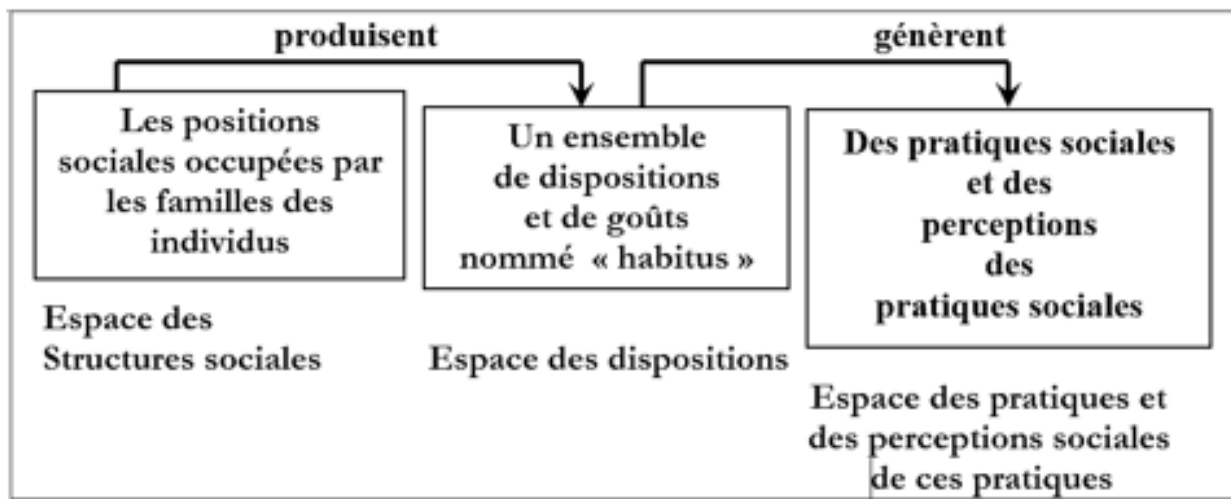 produisent
génèrent
Les positions
sociales occupées par
les familles des
individus
Un ensemble
de dispositions
et de goûts
nommé « habitus »
Des pratiques sociales
et des
perceptions
des
pratiques sociales
Espace des
Structures sociales
Espace des dispositions
Espace des pratiques et
des perceptions sociales
de ces pratiques